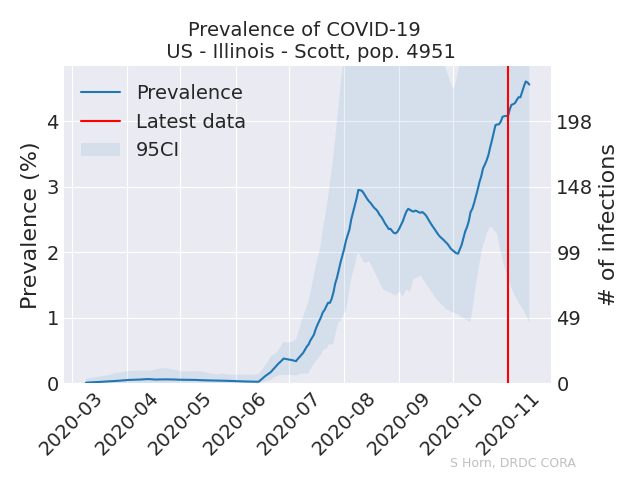 Prevalence of COVID-19
US - Illinois - Scott, pop. 4951
Prevalence
Latest data
95CI
Prevalence (%)
4
3
2
1
0
198
148
99
49
0
# of infections
2020-03
2020-04
2020-05
2020-06
2020-07
2020-08
2020-09
2020-10
2020-11
S Horn, DRDC CORA